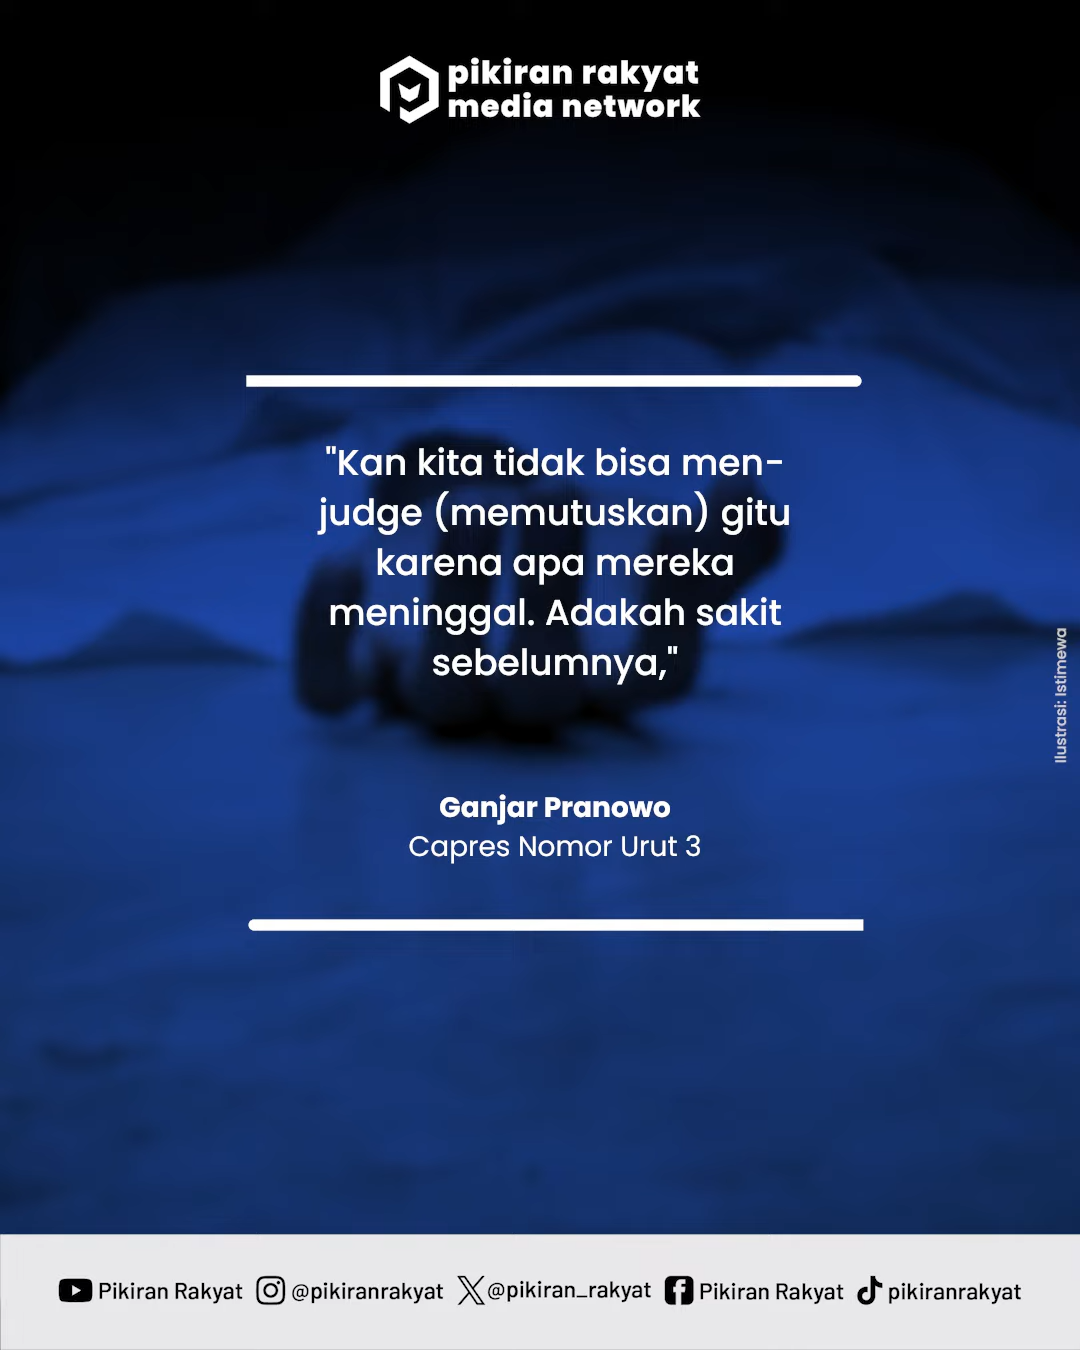 pikiran rakyat
media network
"Kan kita tidak bisa men-
judge (memutuskan) gitu
karena apa mereka
meninggal. Adakah sakit
sebelumnya,"
Ganjar Pranowo
Capres Nomor Urut 3
Ilustrasi: Istimewa
Pikiran Rakyat @pikiranrakyat @pikiran_rakyat Pikiran Rakyat pikiranrakyat